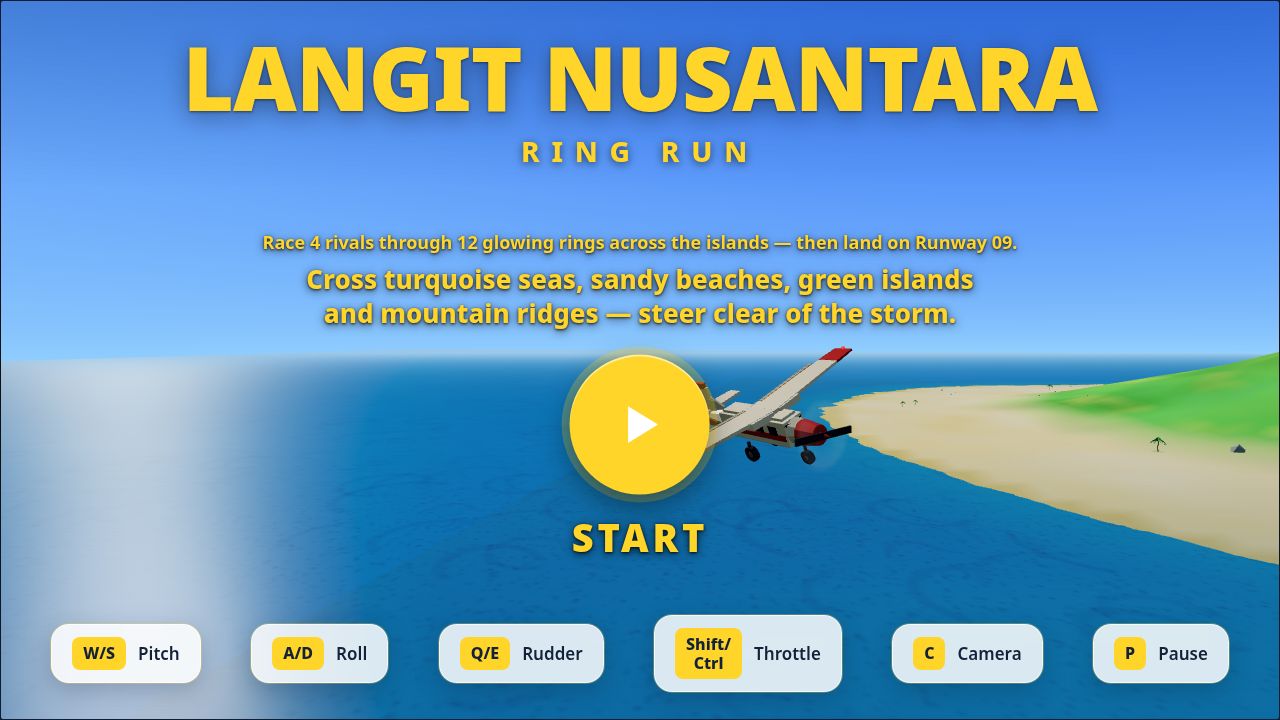 LANGIT NUSANTARA
RING RUN
Race 4 rivals through 12 glowing rings across the islands — then land on Runway 09.
Cross turquoise seas, sandy beaches, green islands
and mountain ridges — steer clear of the storm.
START
W/S Pitch
A/D Roll
Q/E Rudder
Shift/
Ctrl Throttle
C Camera
P Pause